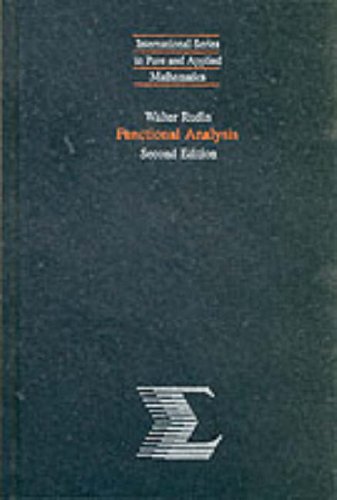 International Series
in Pure and Applied
Mathematics
Walter Rudin
Functional Analysis
Second Edition